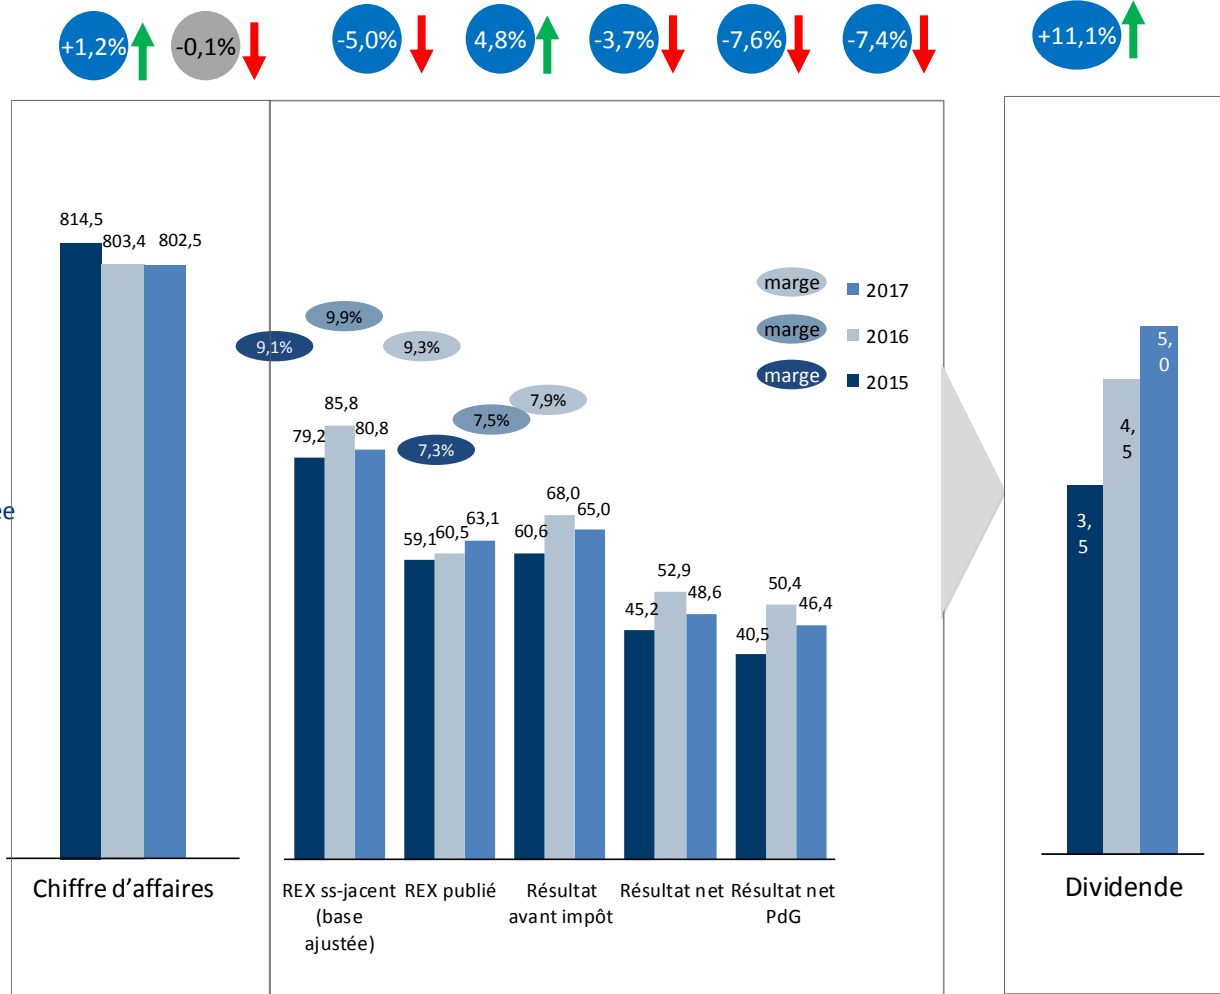 +1,2%
-0,1%
-5,0%
4,8%
-3,7%
-7,6%
-7,4%
+11,1%
814,5
803,4
802,5
marge
2017
marge
2016
marge
2015
9,1%
9,9%
9,3%
7,3%
7,5%
7,9%
79,2
85,8
80,8
59,1
60,5
63,1
60,6
68,0
65,0
45,2
52,9
48,6
40,5
50,4
46,4
3,
5
4,
5
5,
0
Chiffre d’affaires
REX ss-jacent
(base
ajustée)
REX publié
Résultat
avant impôt
Résultat net
Résultat net
PdG
Dividende